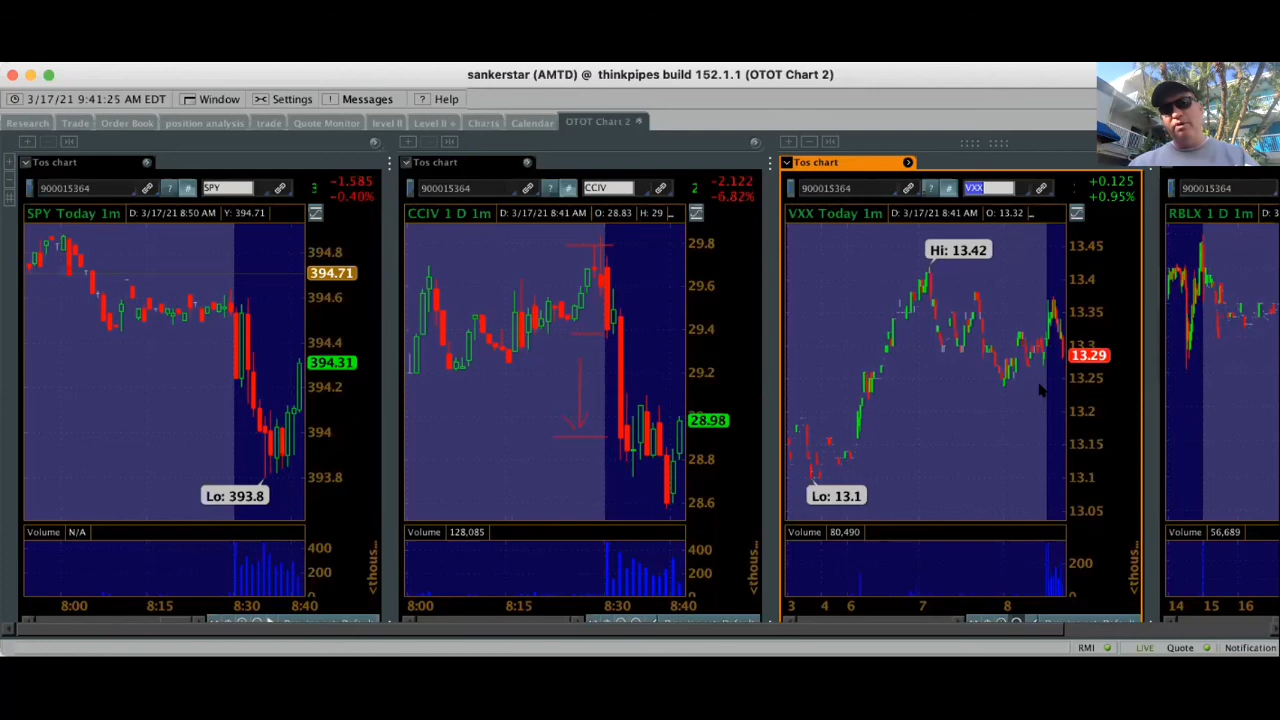 sankerstar (AMTD) @ thinkpipes build 152.1.1 (OTOT Chart 2)
3/17/21 9:41:25 AM EDT Window Settings ! Messages ? Help
Research Trade Order Book position analysis trade Quote Monitor level II Level II + Charts Calendar OTOT Chart 2
Tos chart Tos chart Tos chart
900015364 ? # SPY 3 -1.585 -0.40%
900015364 ? # CCIV 2 -2.122 -6.82%
900015364 ? # VXX +0.125 +0.95%
900015364
SPY Today 1m D: 3/17/21 8:50 AM Y: 394.71
CCIV 1 D 1m D: 3/17/21 8:41 AM O: 28.83 H: 29 ...
VXX Today 1m D: 3/17/21 8:41 AM O: 13.32 ...
RBLX 1 D 1m D: 3
394.8
394.71
394.6
394.4
394.31
394.2
394
393.8
Lo: 393.8
29.8
29.6
29.4
29.2
28.98
28.8
28.6
Hi: 13.42
13.45
13.4
13.35
13.3
13.29
13.25
13.2
13.15
13.1
13.05
Lo: 13.1
Volume N/A
400
200
<thous...
8:00 8:15 8:30 8:40
Volume 128,085
400
200
<thous...
8:00 8:15 8:30 8:40
Volume 80,490
200
0
<thous...
3 4 6 7 8
Volume 56,689
14 15 16
RMI LIVE Quote Notification